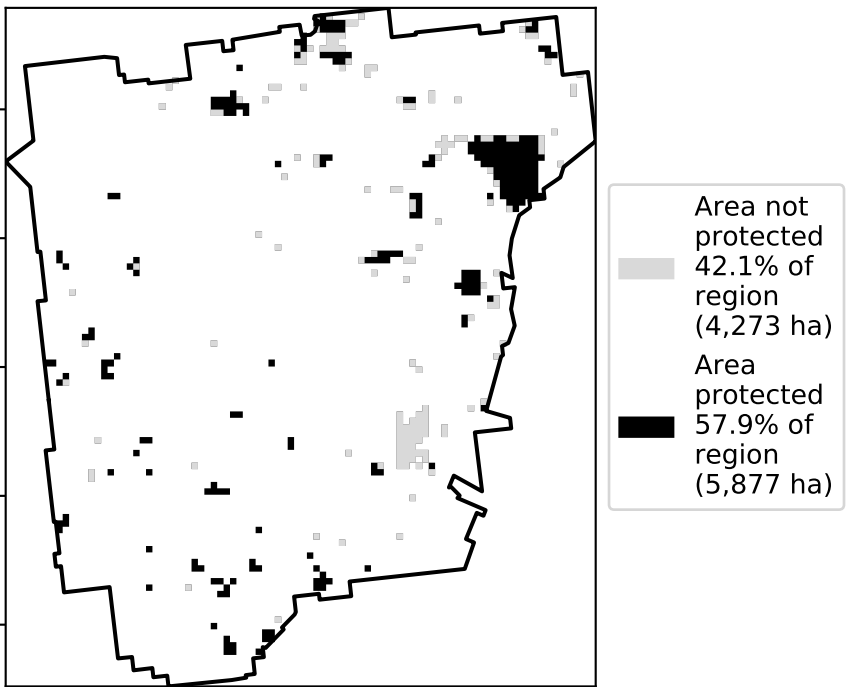 Area not
protected
42.1% of
region
(4,273 ha)
Area
protected
57.9% of
region
(5,877 ha)